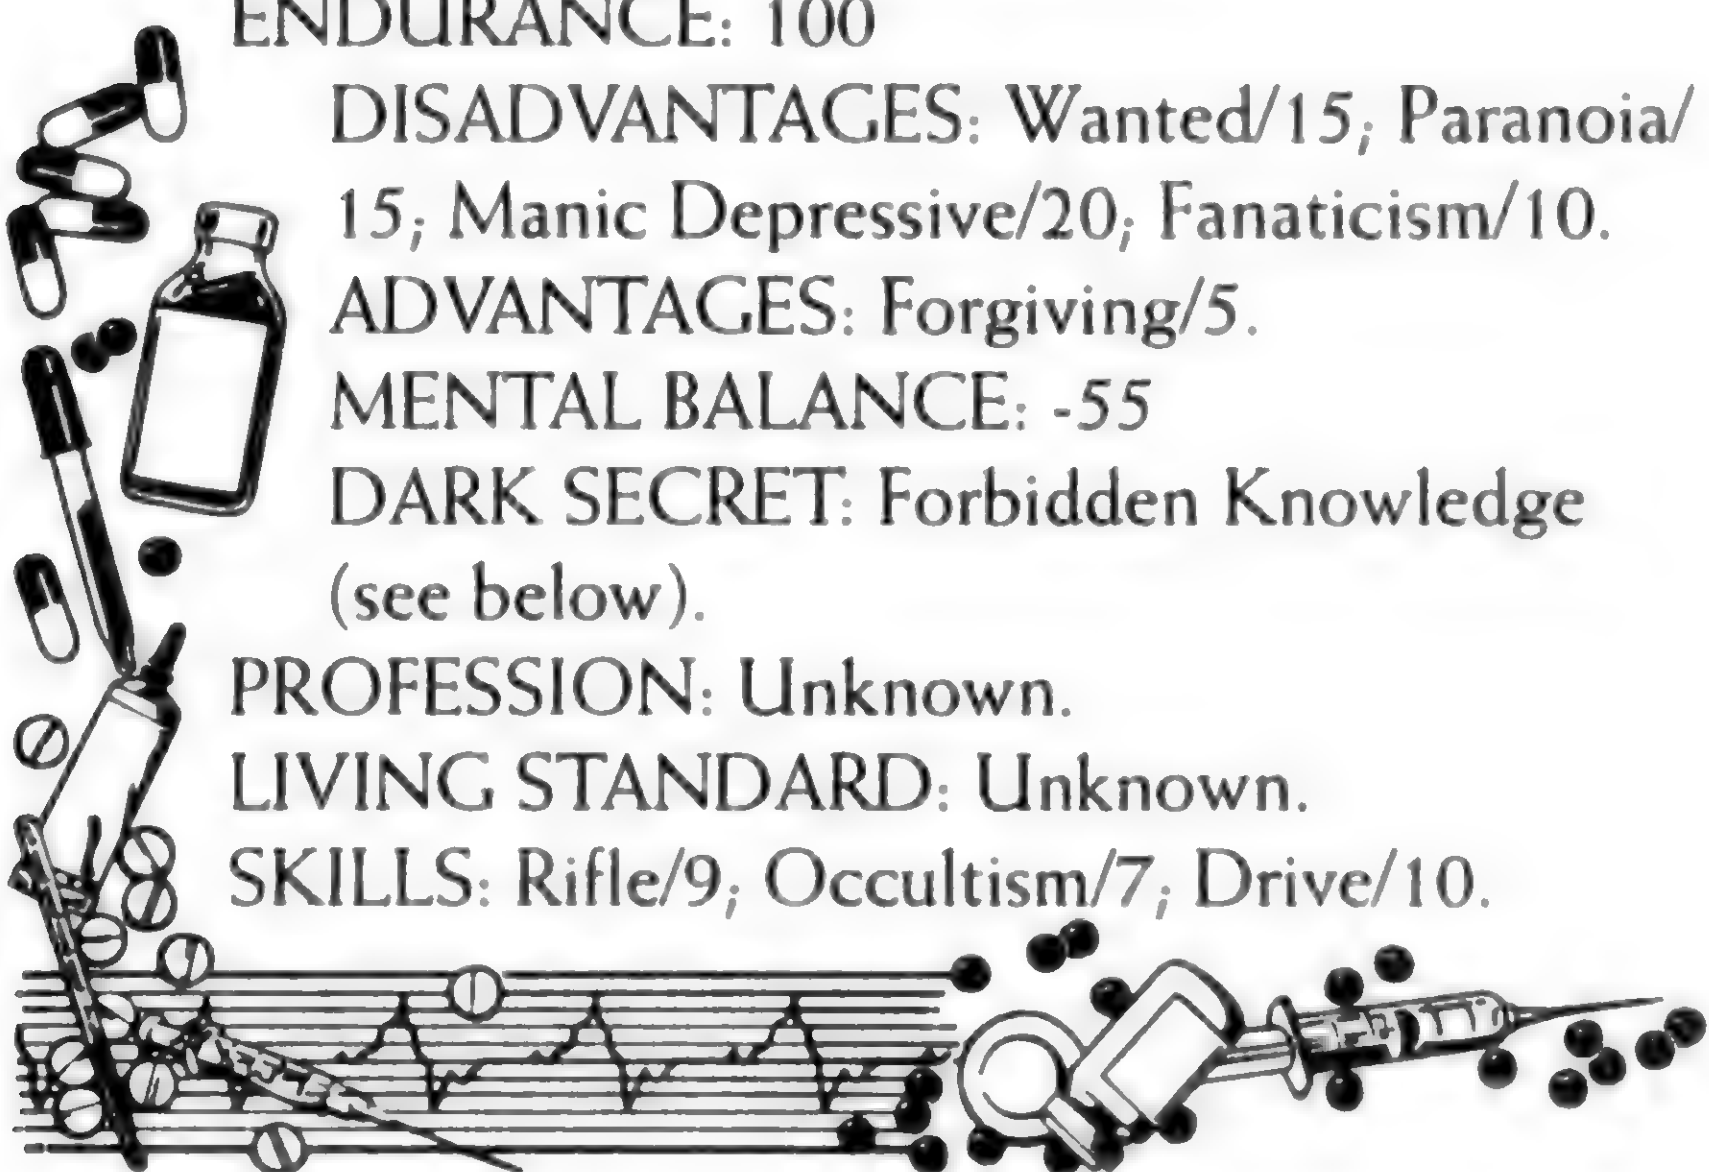 ENDURANCE: 100
DISADVANTAGES: Wanted/15; Paranoia/
15; Manic Depressive/20; Fanaticism/10.
ADVANTAGES: Forgiving/5.
MENTAL BALANCE: -55
DARK SECRET: Forbidden Knowledge
(see below).
PROFESSION: Unknown.
LIVING STANDARD: Unknown.
SKILLS: Rifle/9; Occultism/7; Drive/10.